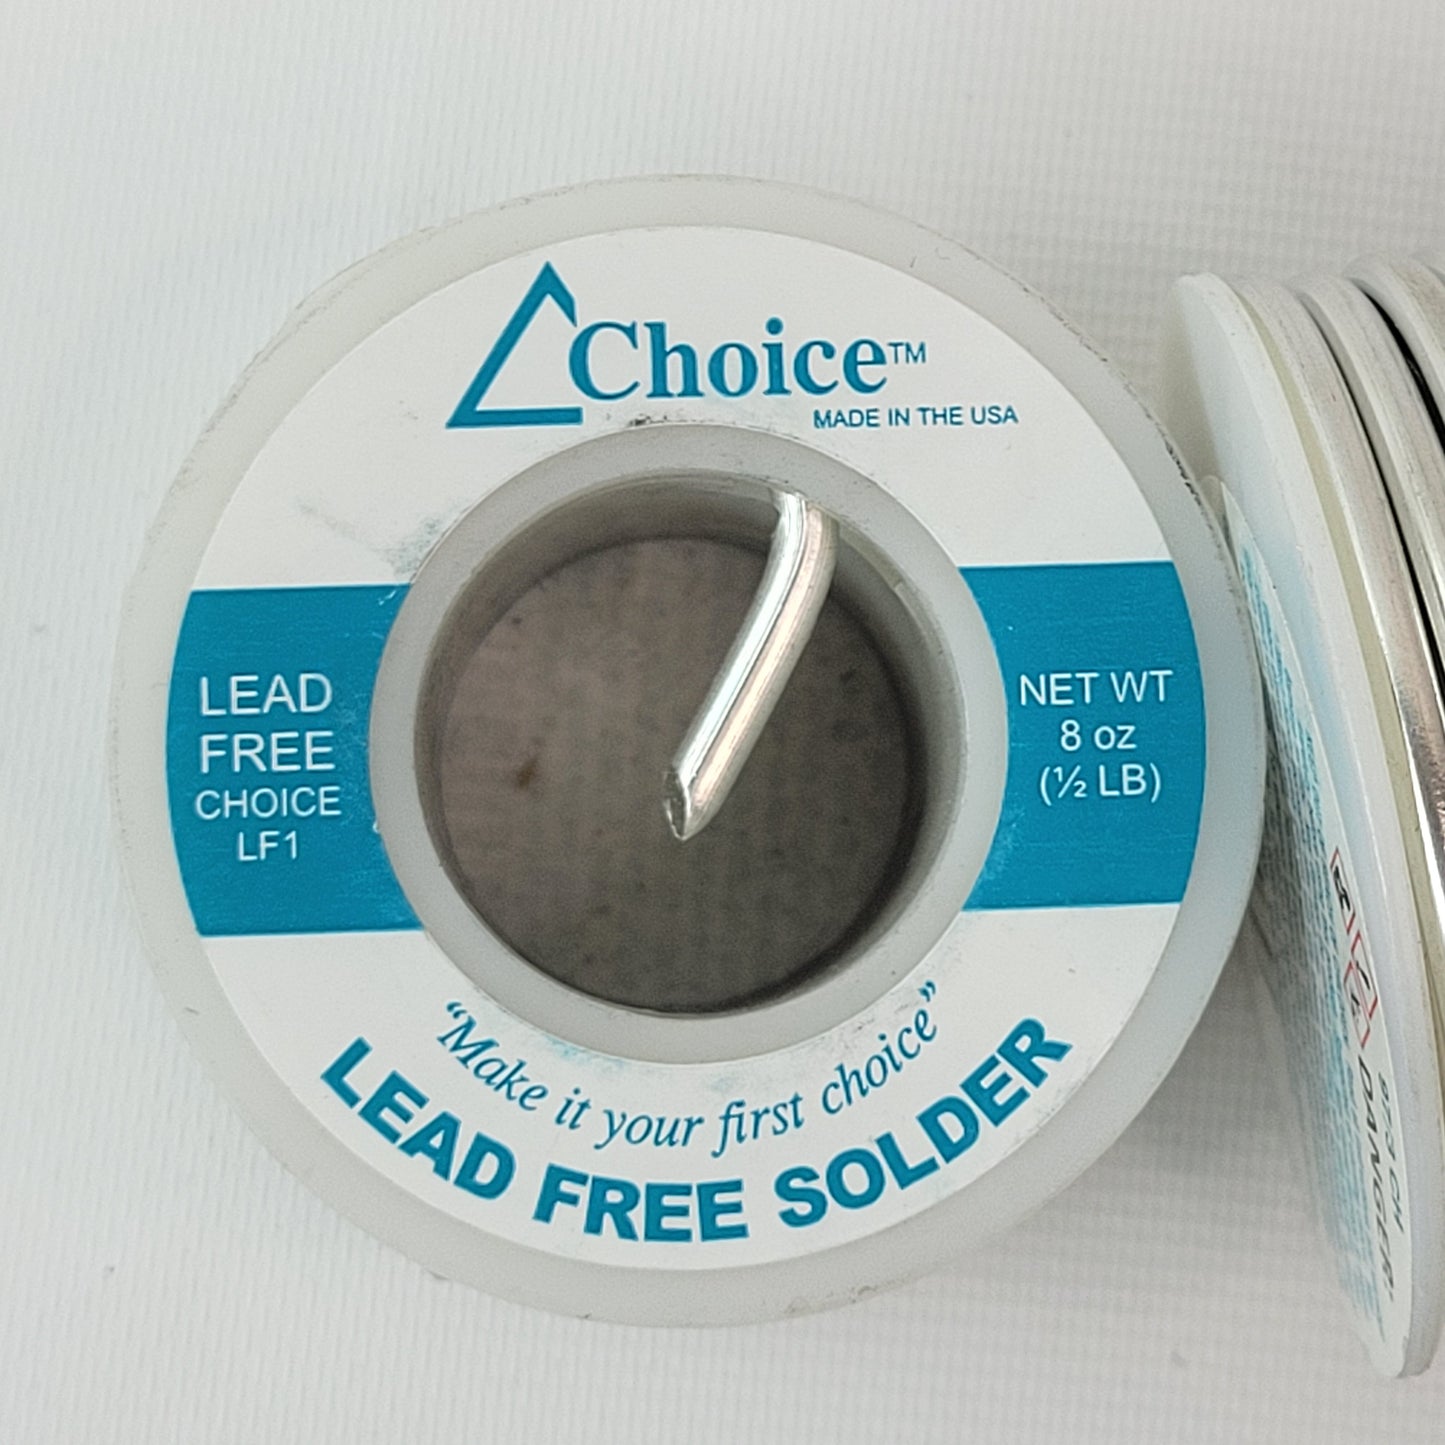 Choice™
MADE IN THE USA
LEAD
FREE
CHOICE
LF1
NET WT
8 oz
(½ LB)
“Make it your first choice”
LEAD FREE SOLDER
DANGER